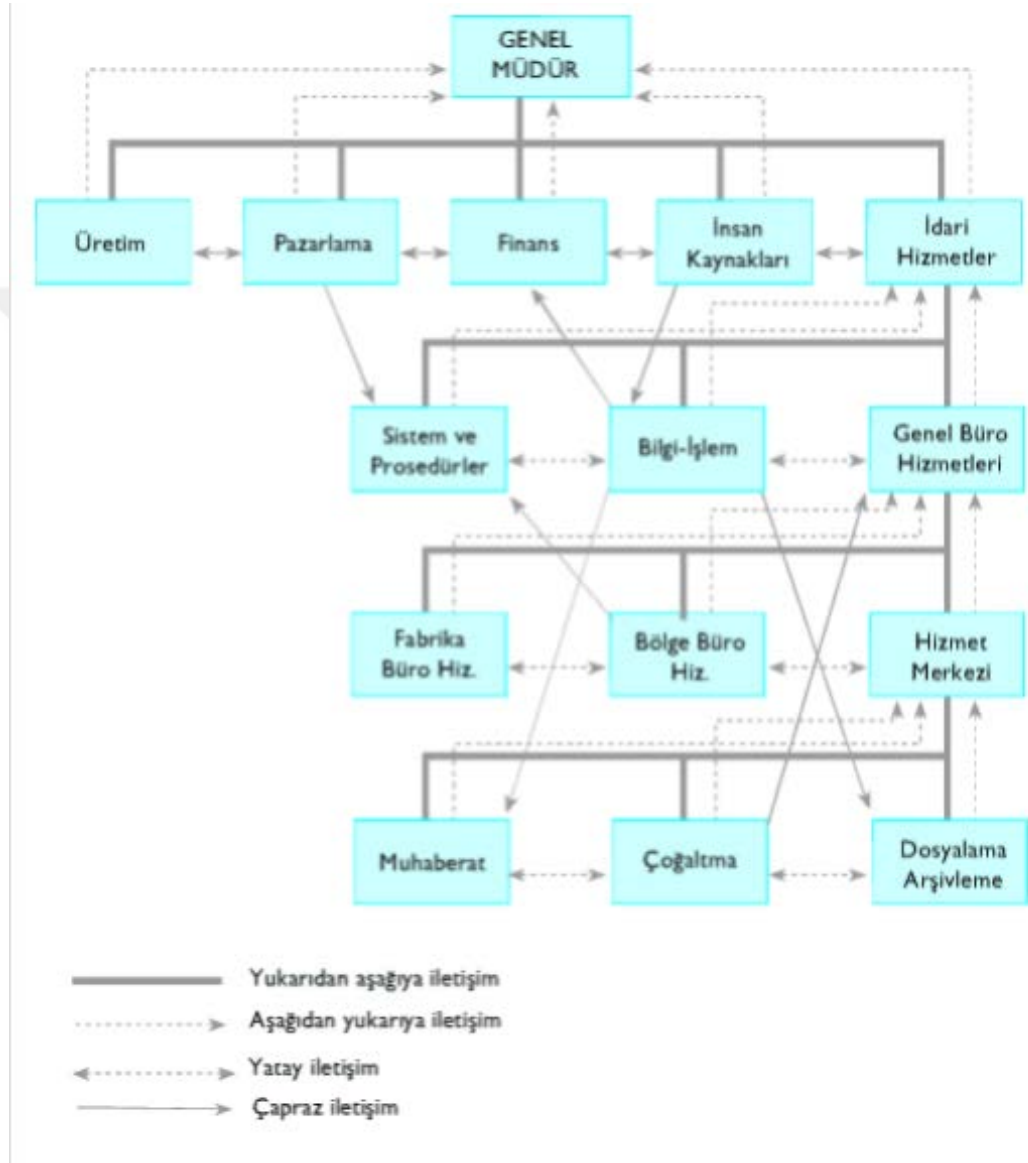 GENEL
MÜDÜR
Üretim
Pazarlama
Finans
İnsan
Kaynakları
İdari
Hizmetler
Sistem ve
Prosedürler
Bilgi-İşlem
Genel Büro
Hizmetleri
Fabrika
Büro Hiz.
Bölge Büro
Hiz.
Hizmet
Merkezi
Muhaberat
Çoğaltma
Dosyalama
Arşivleme
Yukarıdan aşağıya iletişim
Aşağıdan yukarıya iletişim
Yatay iletişim
Çapraz iletişim